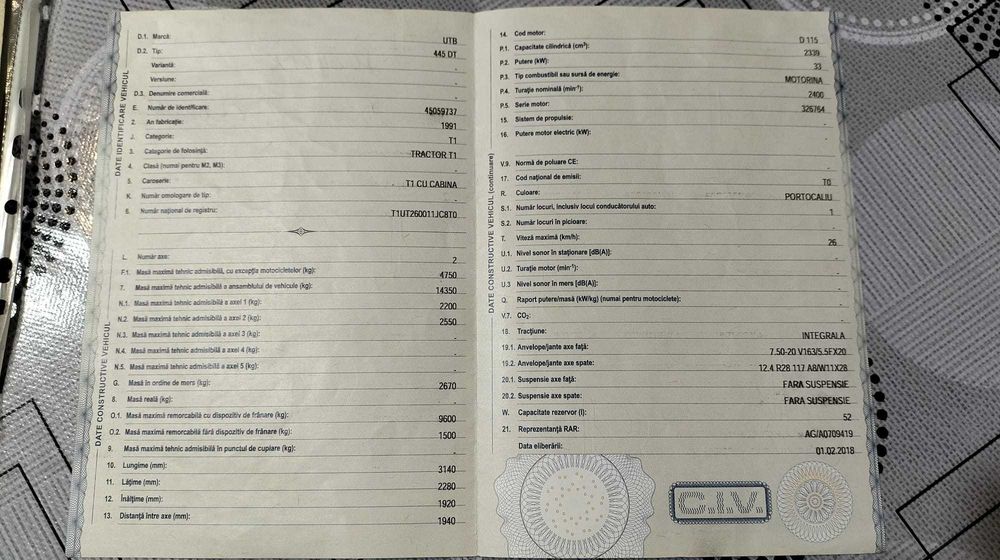 DATE IDENTIFICARE VEHICUL
D.1. Marcă: UTB
D.2. Tip: 445 DT
Variantă: -
Versiune: -
D.3. Denumire comercială: -
E. Număr de identificare: 45059737
2. An fabricație: 1991
J. Categorie: T1
3. Categorie de folosință: TRACTOR T1
4. Clasă (numai pentru M2, M3): -
5. Caroserie: T1 CU CABINA
K. Număr omologare de tip: -
6. Număr național de registru: T1UT260011JC8T0
DATE CONSTRUCTIVE VEHICUL
L. Număr axe: 2
F.1. Masă maximă tehnic admisibilă, cu excepția motocicletelor (kg): 4750
7. Masă maximă tehnic admisibilă a ansamblului de vehicule (kg): 14350
N.1. Masă maximă tehnic admisibilă a axei 1 (kg): 2200
N.2. Masă maximă tehnic admisibilă a axei 2 (kg): 2550
N.3. Masă maximă tehnic admisibilă a axei 3 (kg): -
N.4. Masă maximă tehnic admisibilă a axei 4 (kg): -
N.5. Masă maximă tehnic admisibilă a axei 5 (kg): -
G. Masă în ordine de mers (kg): 2670
8. Masă reală (kg): -
O.1. Masă maximă remorcabilă cu dispozitiv de frânare (kg): 9600
O.2. Masă maximă remorcabilă fără dispozitiv de frânare (kg): 1500
9. Masă maximă tehnic admisibilă în punctul de cuplare (kg): -
10. Lungime (mm): 3140
11. Lățime (mm): 2280
12. Înălțime (mm): 1920
13. Distanță între axe (mm): 1940
DATE CONSTRUCTIVE VEHICUL (continuare)
14. Cod motor: D 115
P.1. Capacitate cilindrică (cm³): 2339
P.2. Putere (kW): 33
P.3. Tip combustibil sau sursă de energie: MOTORINA
P.4. Turație nominală (min⁻¹): 2400
P.5. Serie motor: 326764
15. Sistem de propulsie: -
16. Putere motor electric (kW): -
V.9. Normă de poluare CE: -
17. Cod național de emisii: T0
R. Culoare: PORTOCALIU
S.1. Număr locuri, inclusiv locul conducătorului auto: 1
S.2. Număr locuri în picioare: -
T. Viteză maximă (km/h): 26
U.1. Nivel sonor în staționare [dB(A)]: -
U.2. Turație motor (min⁻¹): -
U.3 Nivel sonor în mers [dB(A)]: -
Q. Raport putere/masă (kW/kg) (numai pentru motociclete): -
V.7. CO₂: -
18. Tracțiune: INTEGRALA
19.1. Anvelope/jante axe față: 7.50-20 V163/5.5FX20
19.2. Anvelope/jante axe spate: 12.4 R28 117 A8/W11X28
20.1. Suspensie axe față: FARA SUSPENSIE
20.2. Suspensie axe spate: FARA SUSPENSIE
W. Capacitate rezervor (l): 52
21. Reprezentanță RAR: AG/A0709419
Data eliberării: 01.02.2018
C.I.V.